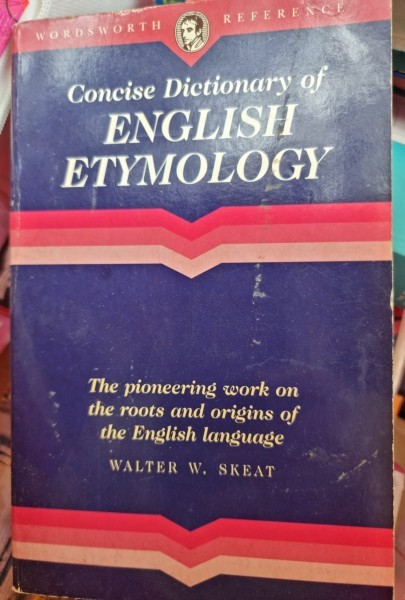 WORDSWORTH REFERENCE
Concise Dictionary of
ENGLISH
ETYMOLOGY
The pioneering work on
the roots and origins of
the English language
WALTER W. SKEAT